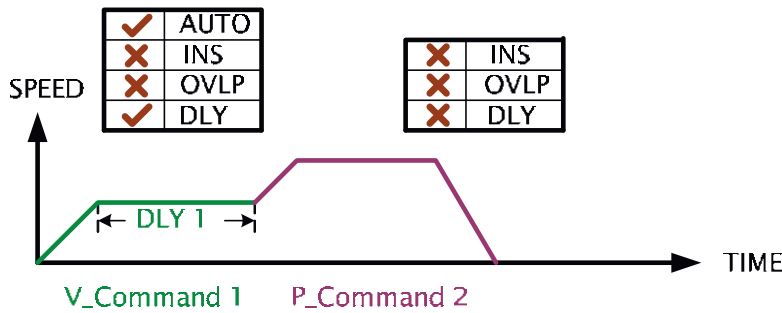 AUTO
INS
OVLP
DLY
INS
OVLP
DLY
SPEED
DLY 1
TIME
V_Command 1
P_Command 2